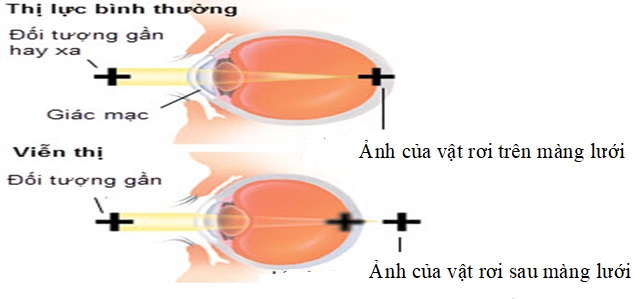 Thị lực bình thường
Đối tượng gần
hay xa
Giác mạc
Ảnh của vật rơi trên màng lưới
Viễn thị
Đối tượng gần
Ảnh của vật rơi sau màng lưới